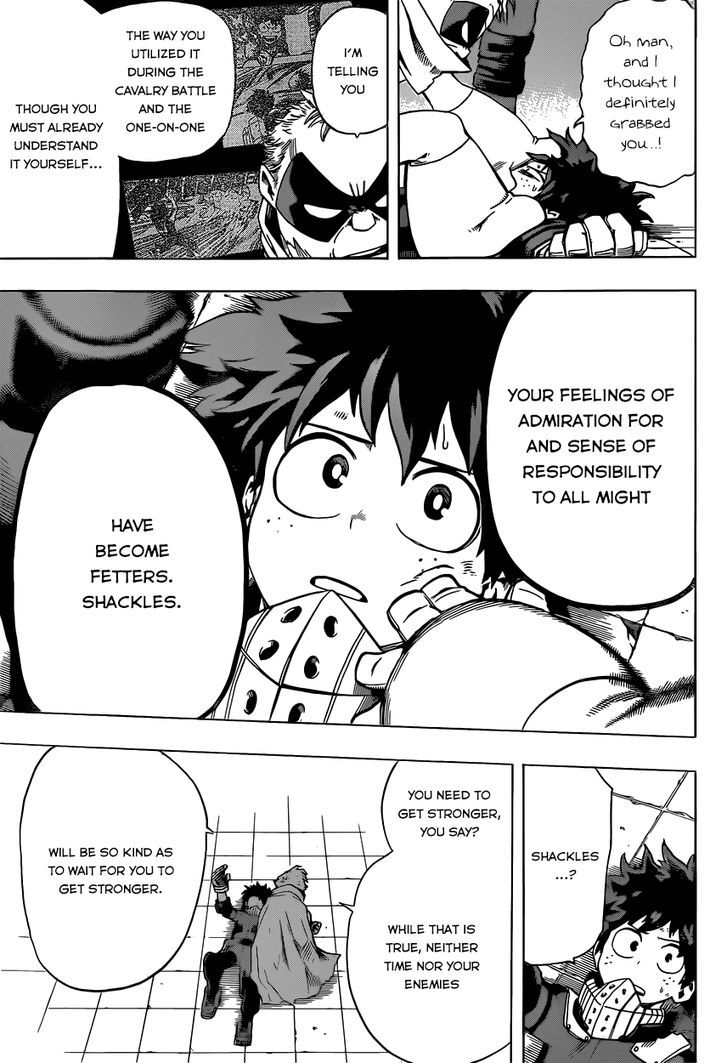 Oh man,
and I
thought I
definitely
grabbed
you..!
I'M
TELLING
YOU
THE WAY YOU
UTILIZED IT
DURING THE
CAVALRY BATTLE
AND THE
ONE-ON-ONE
THOUGH YOU
MUST ALREADY
UNDERSTAND
IT YOURSELF...
YOUR FEELINGS OF
ADMIRATION FOR
AND SENSE OF
RESPONSIBILITY
TO ALL MIGHT
HAVE
BECOME
FETTERS.
SHACKLES.
SHACKLES
...?
YOU NEED TO
GET STRONGER,
YOU SAY?
WHILE THAT IS
TRUE, NEITHER
TIME NOR YOUR
ENEMIES
WILL BE SO KIND AS
TO WAIT FOR YOU TO
GET STRONGER.